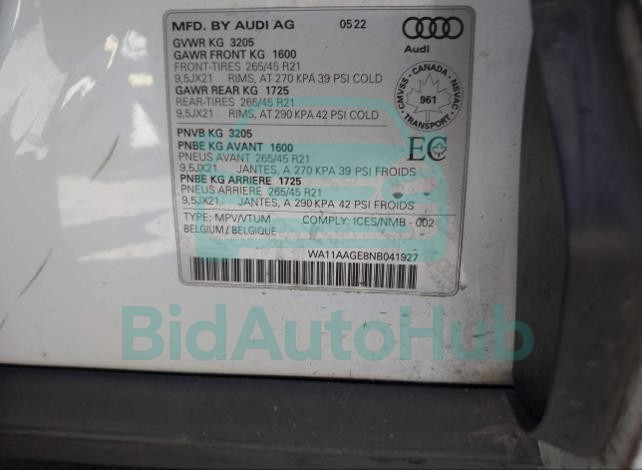 MFD. BY AUDI AG 05 22
Audi
GVWR KG 3205
GAWR FRONT KG 1600
FRONT-TIRES 265/45 R21
9,5JX21 RIMS, AT 270 KPA 39 PSI COLD
GAWR REAR KG 1725
REAR-TIRES 265/45 R21
9,5JX21 RIMS, AT 290 KPA 42 PSI COLD
CMVSS - CANADA - NSVAC
961
TRANSPORT
PNVB KG 3205
PNBE KG AVANT 1600
PNEUS AVANT 265/45 R21
9,5JX21 JANTES, A 270 KPA 39 PSI FROIDS
PNBE KG ARRIERE 1725
PNEUS ARRIERE 265/45 R21
9,5JX21 JANTES, A 290 KPA 42 PSI FROIDS
EC
TYPE: MPV/VTUM COMPLY: ICES/NMB - 002
BELGIUM / BELGIQUE
WA11AAGE8NB041927
BidAutoHub